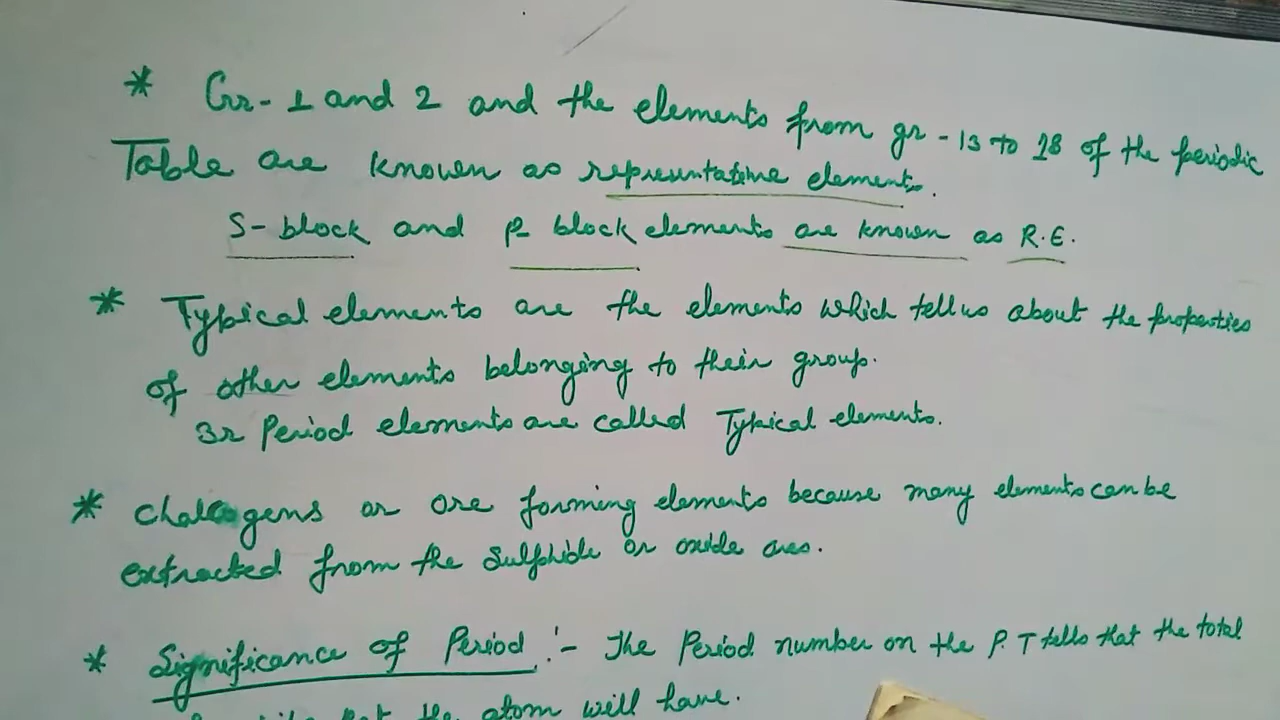 * Gr- 1 and 2 and the elements from gr - 13 to 18 of the periodic
Table are known as representative elements.
S-block and p block elements are known as R.E.
* Typical elements are the elements which tell us about the properties
of other elements belonging to their group.
3r Period elements are called Typical elements.
* Chalcogens or ore forming elements because many elements can be
extracted from the Sulphide or oxide ores.
* Significance of Period :- The Period number on the P.T tells that the total
the atom will have.